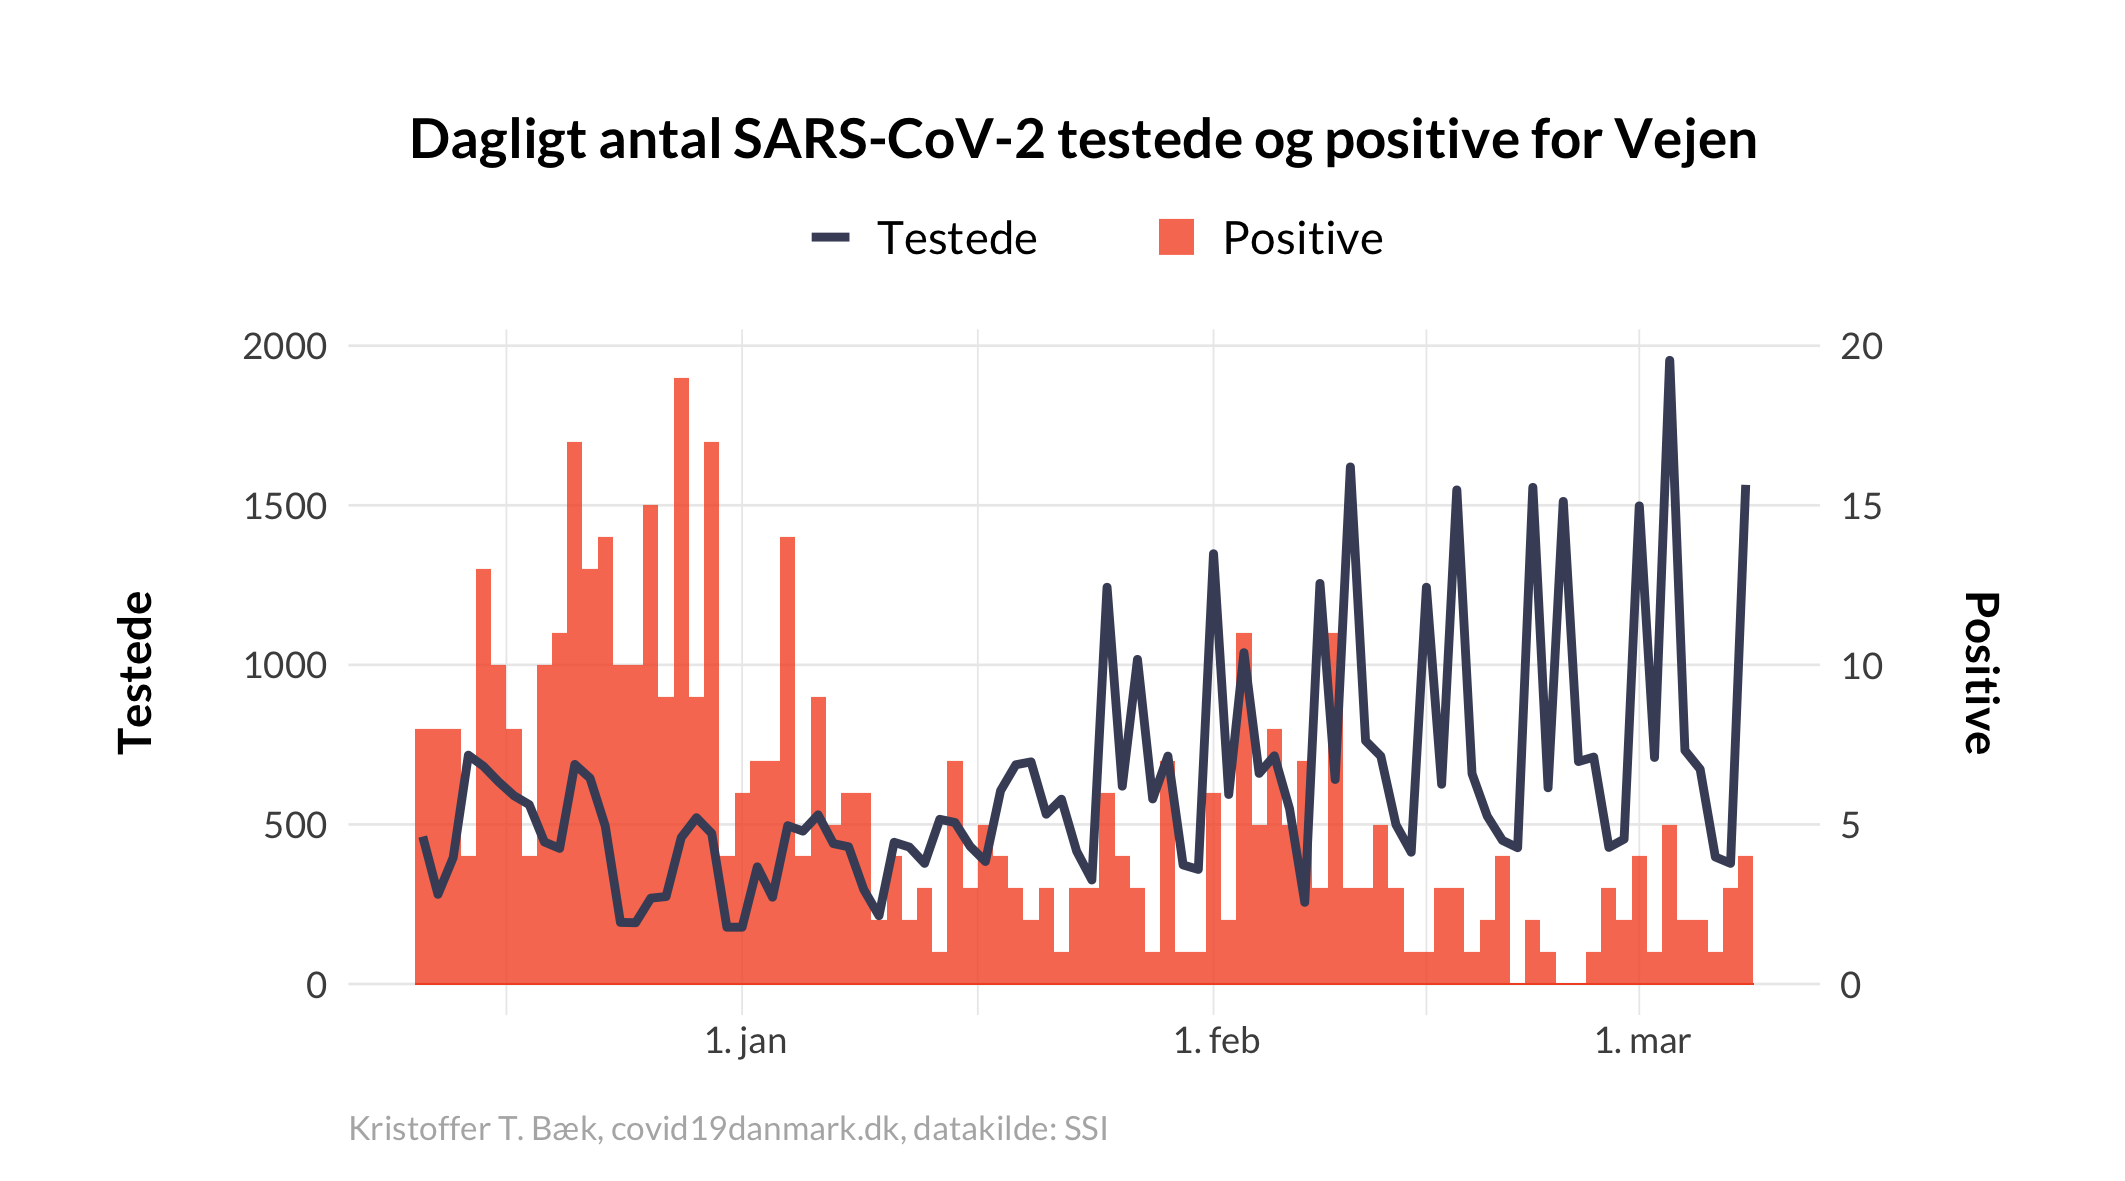 Dagligt antal SARS-CoV-2 testede og positive for Vejen
Testede Positive
2000 20
1500 15
1000 10
500 5
0 0
Testede
Positive
1. jan 1. feb 1. mar
Kristoffer T. Bæk, covid19danmark.dk, datakilde: SSI